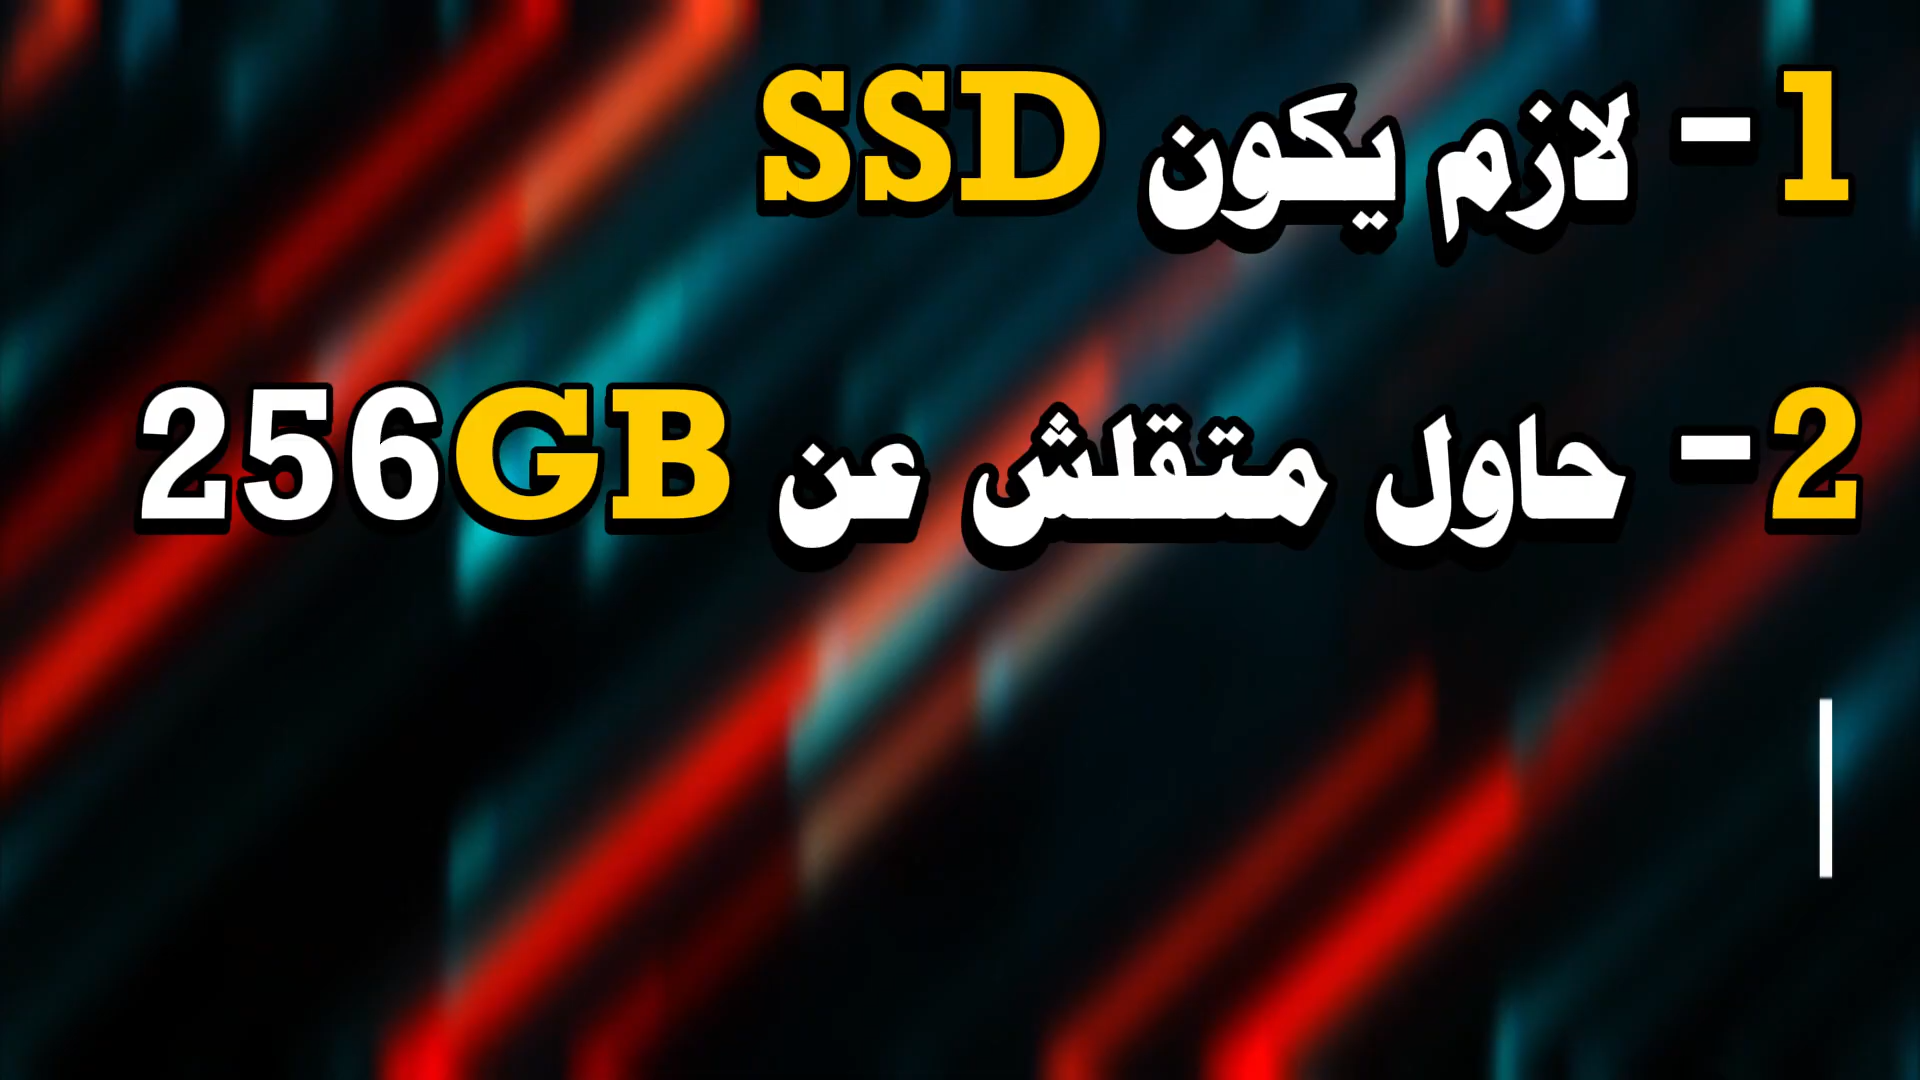 1- لازم يكون SSD
2- حاول متقلش عن 256GB